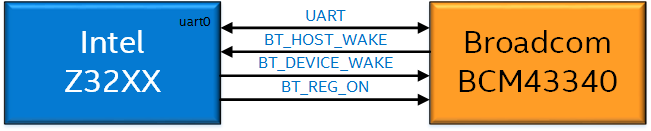 uart0
Intel
Z32XX
UART
BT_HOST_WAKE
BT_DEVICE_WAKE
BT_REG_ON
Broadcom
BCM43340